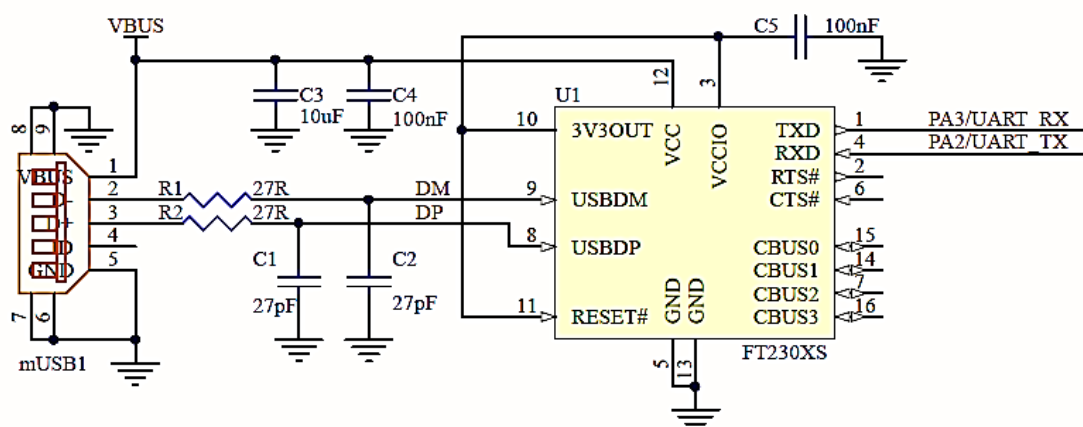 VBUS
C5 100nF
C3
10uF
C4
100nF
12
3
U1
8
9
10
3V3OUT
VCC
VCCIO
TXD
1
PA3/UART_RX
RXD
4
PA2/UART_TX
VBUS
1
RTS#
2
D-
2
R1
27R
DM
9
USBDM
CTS#
6
D+
3
R2
27R
DP
8
USBDP
ID
4
CBUS0
15
GND
5
C1
27pF
C2
27pF
CBUS1
14
CBUS2
7
11
RESET#
GND
GND
CBUS3
16
7
6
mUSB1
5
13
FT230XS